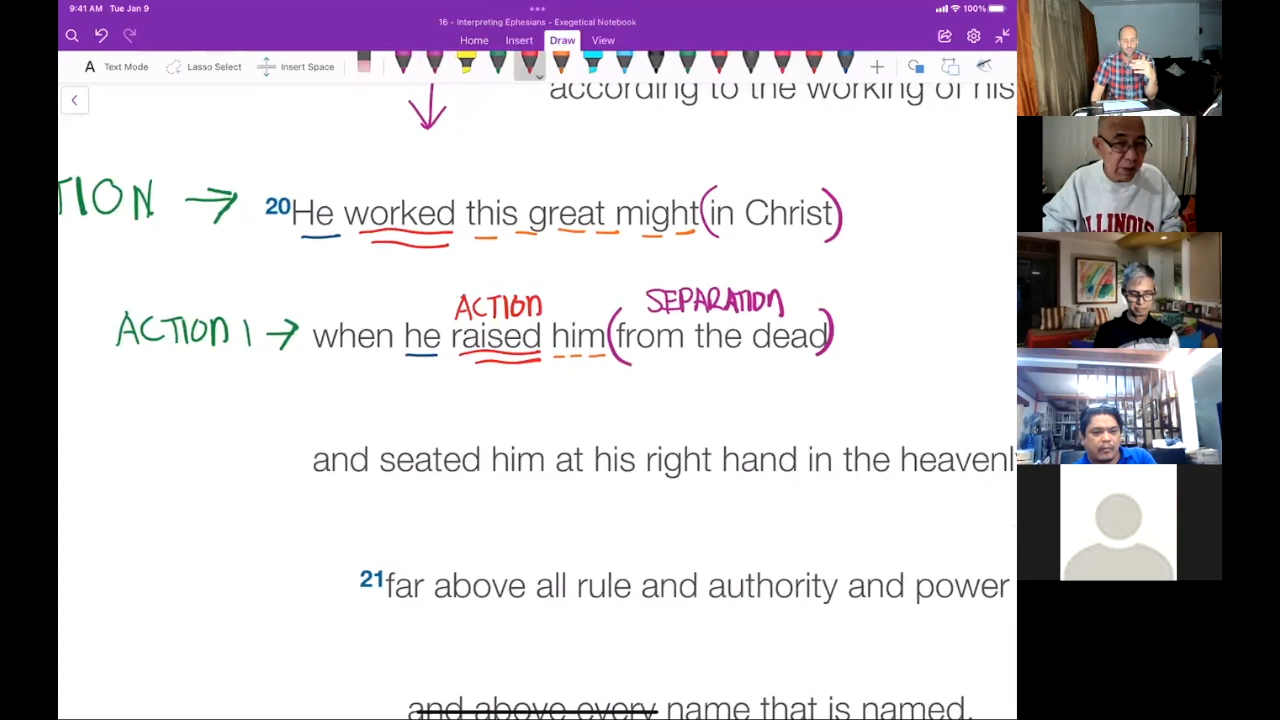 9:41 AM Tue Jan 9
100%
16 - Interpreting Ephesians - Exegetical Notebook
Home Insert Draw View
Text Mode Lasso Select Insert Space
according to the working of his
TION →
20He worked this great might (in Christ)
ACTION SEPARATION
ACTION 1 → when he raised him (from the dead)
and seated him at his right hand in the heavenl
21far above all rule and authority and power
and above every name that is named,
ILLINOIS